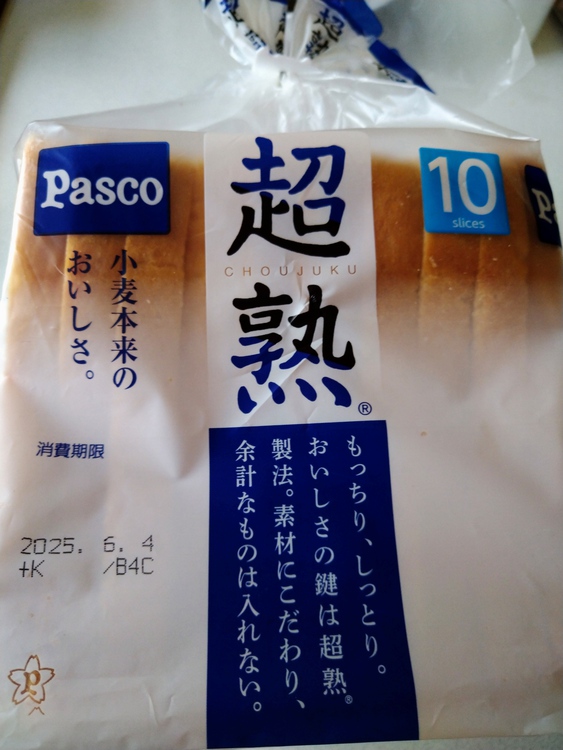 Pasco
超熟
CHOUJUKU
10
slices
小麦本来の
おいしさ。
®
もっちり、しっとり。
おいしさの鍵は超熟®
製法。素材にこだわり、
余計なものは入れない。
消費期限
2025. 6. 4
+K /B4C
P